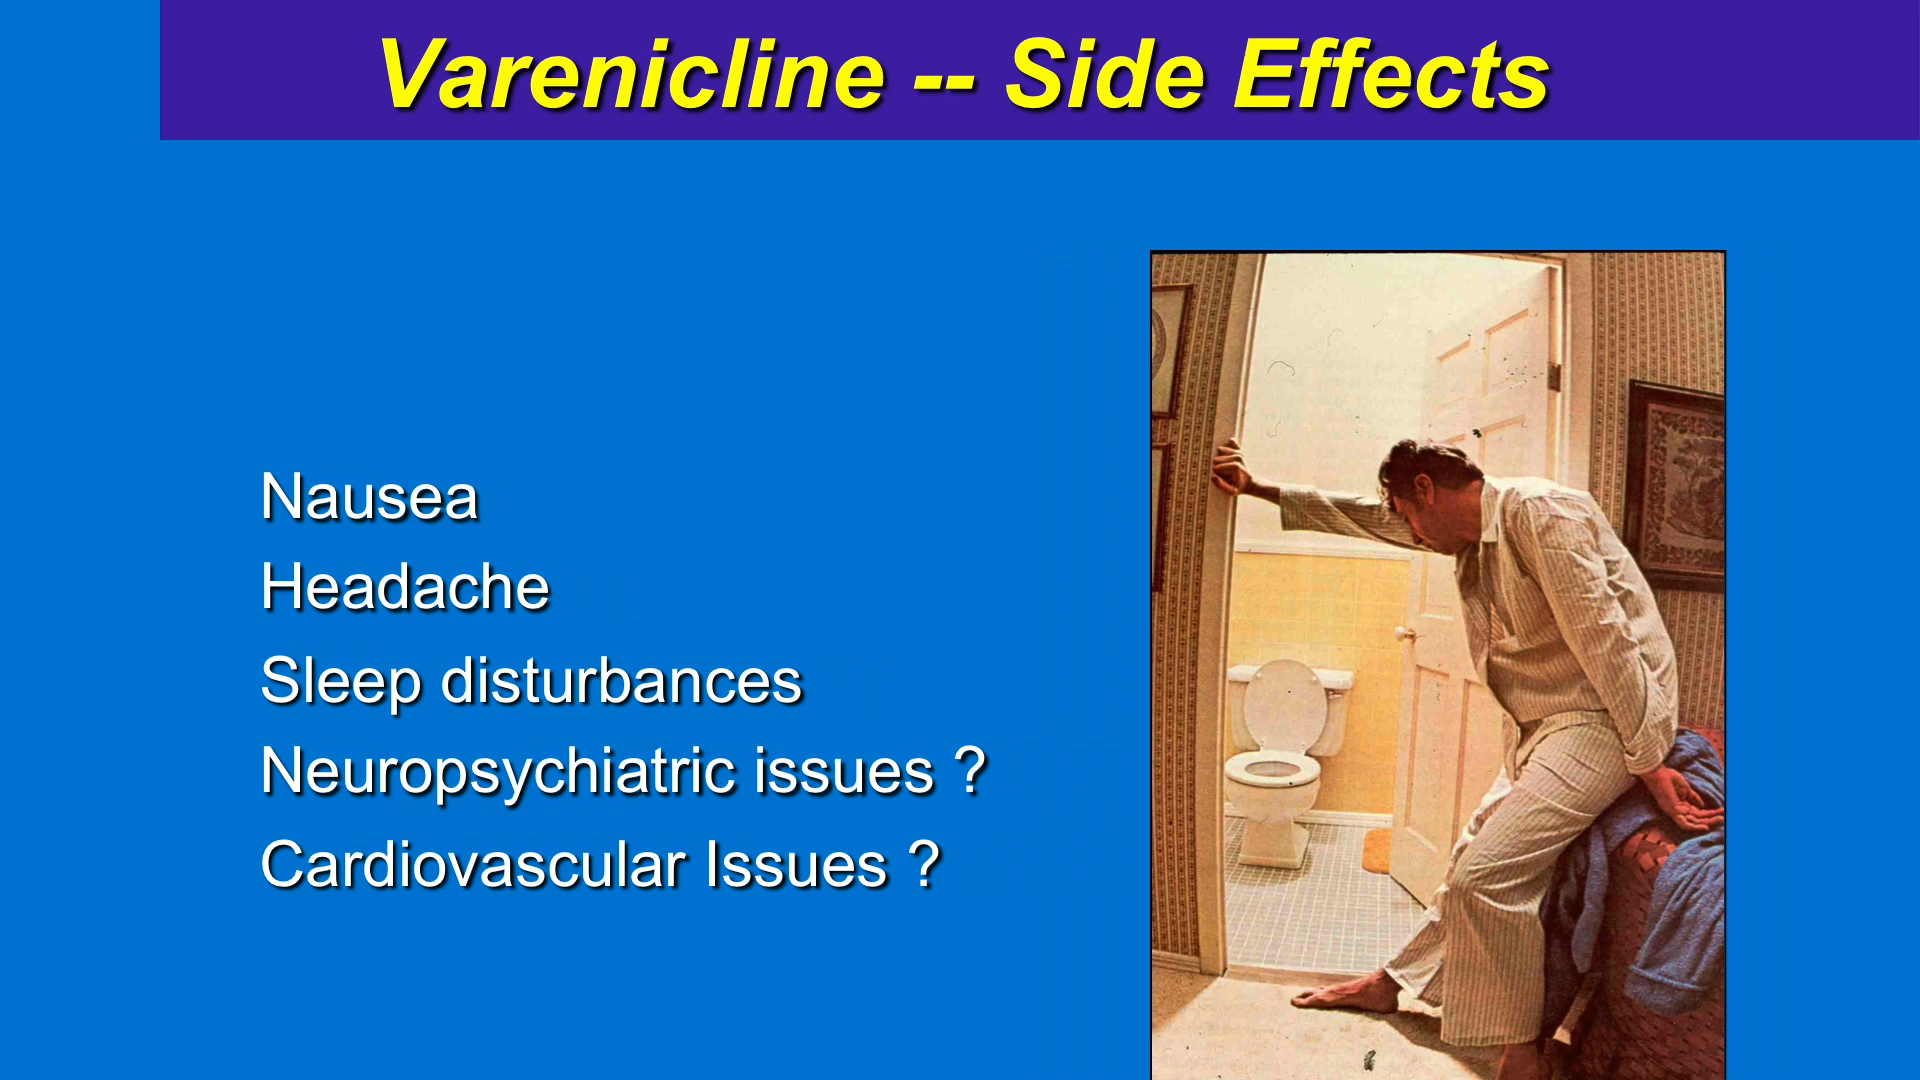 Varenicline -- Side Effects
Nausea
Headache
Sleep disturbances
Neuropsychiatric issues ?
Cardiovascular Issues ?